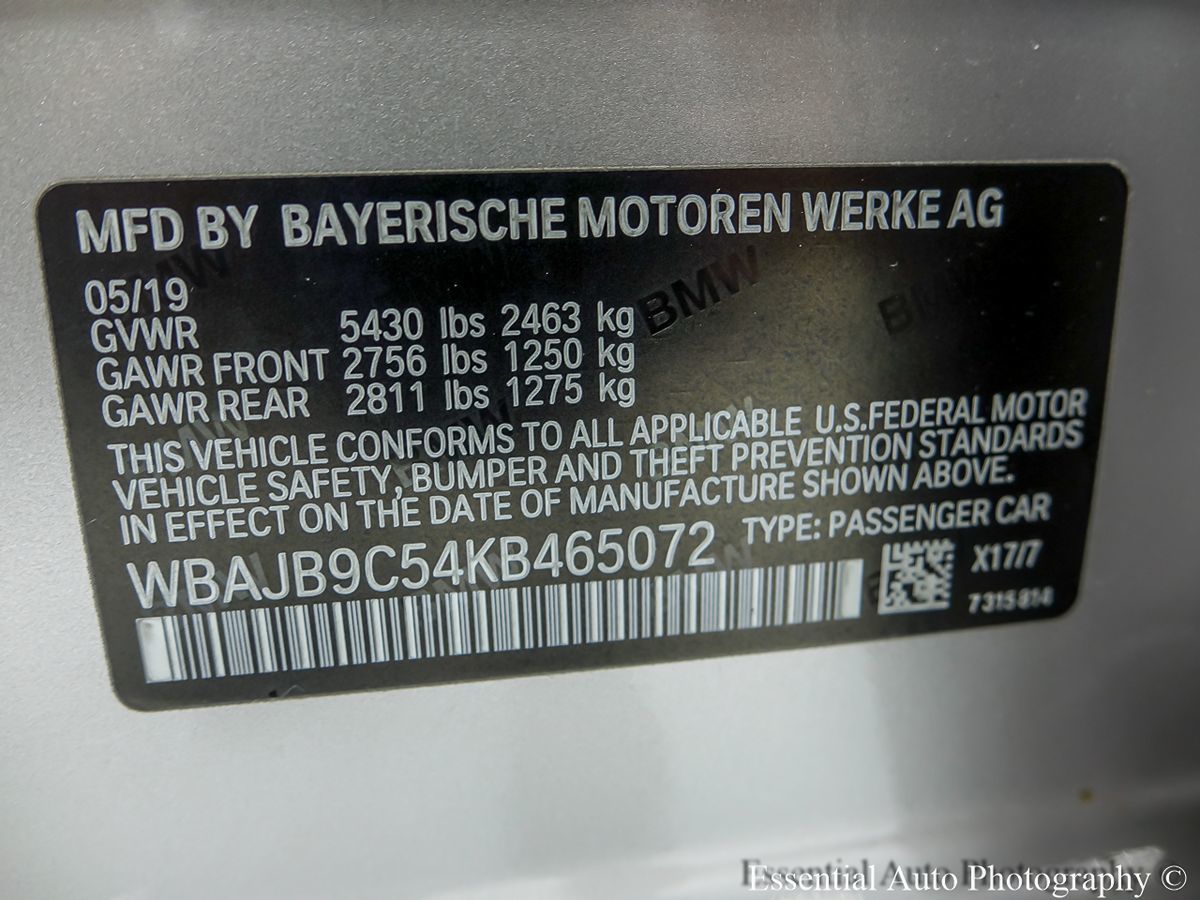 MFD BY BAYERISCHE MOTOREN WERKE AG
05/19
GVWR 5430 lbs 2463 kg
GAWR FRONT 2756 lbs 1250 kg
GAWR REAR 2811 lbs 1275 kg
THIS VEHICLE CONFORMS TO ALL APPLICABLE U.S.FEDERAL MOTOR
VEHICLE SAFETY, BUMPER AND THEFT PREVENTION STANDARDS
IN EFFECT ON THE DATE OF MANUFACTURE SHOWN ABOVE.
WBAJB9C54KB465072 TYPE: PASSENGER CAR
X17/7
BMW
BMW
Essential Auto Photography ©